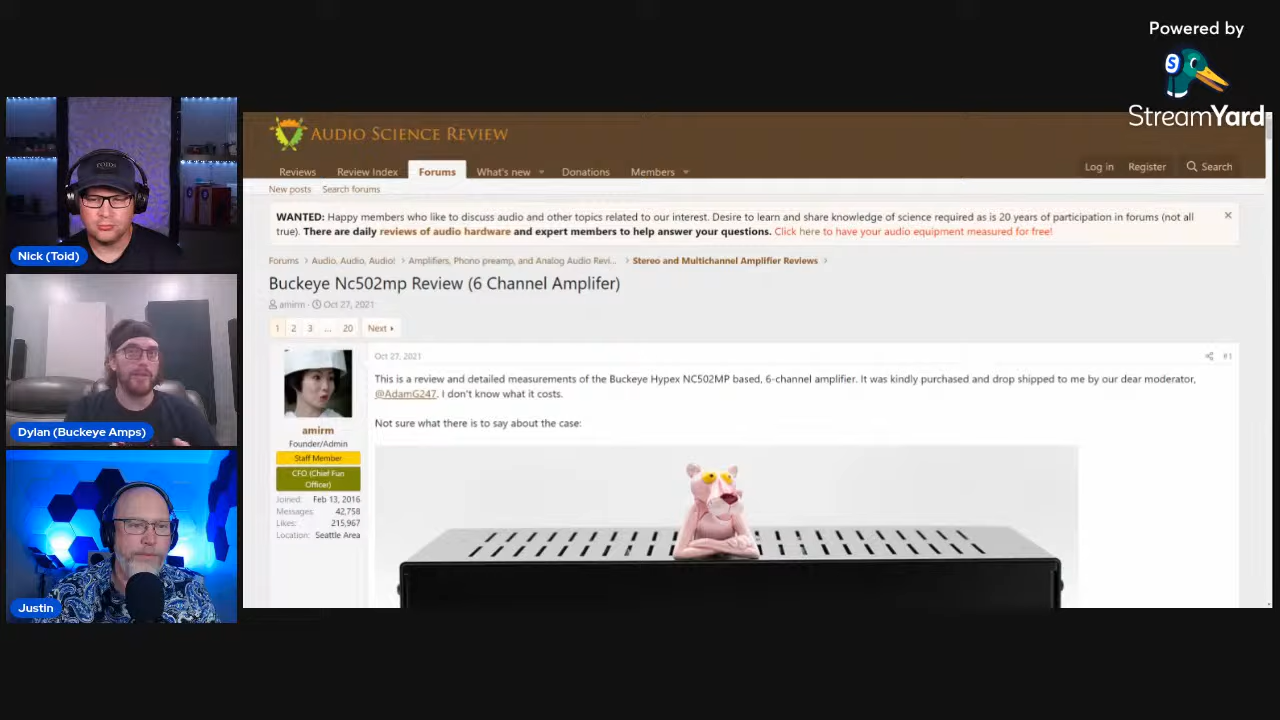 Powered by
StreamYard
Nick (Toid)
Dylan (Buckeye Amps)
Justin
AUDIO SCIENCE REVIEW
Reviews Review Index Forums What's new Donations Members Log in Register Search
New posts Search forums
WANTED: Happy members who like to discuss audio and other topics related to our interest. Desire to learn and share knowledge of science required as is 20 years of participation in forums (not all
true). There are daily reviews of audio hardware and expert members to help answer your questions. Click here to have your audio equipment measured for free!
Forums Audio, Audio, Audio! Amplifiers, Phono preamp, and Analog Audio Revi... Stereo and Multichannel Amplifier Reviews
Buckeye Nc502mp Review (6 Channel Amplifer)
amirm · Oct 27, 2021
1 2 3 ... 20 Next
Oct 27, 2021 #1
This is a review and detailed measurements of the Buckeye Hypex NC502MP based, 6-channel amplifier. It was kindly purchased and drop shipped to me by our dear moderator,
@AdamG247. I don't know what it costs.
Not sure what there is to say about the case:
amirm
Founder/Admin
Staff Member
CFO (Chief Fun
Officer)
Joined: Feb 13, 2016
Messages: 42,758
Likes: 215,967
Location: Seattle Area